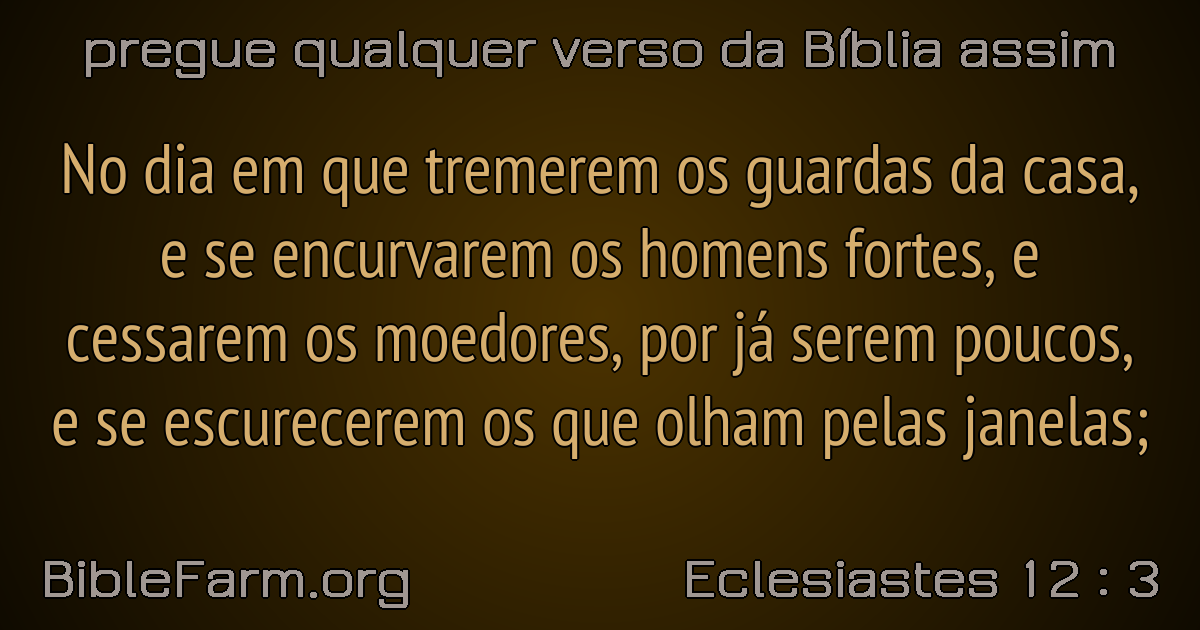 pregue qualquer verso da Bíblia assim
No dia em que tremerem os guardas da casa,
e se encurvarem os homens fortes, e
cessarem os moedores, por já serem poucos,
e se escurecerem os que olham pelas janelas;
BibleFarm.org
Eclesiastes 12 : 3